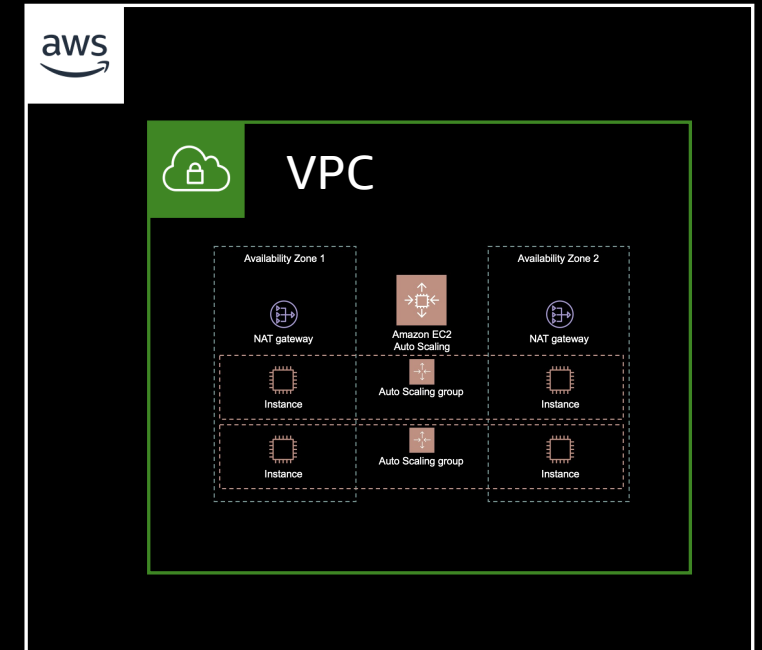 aws
VPC
Availability Zone 1
Availability Zone 2
NAT gateway
Amazon EC2
Auto Scaling
NAT gateway
Instance
Auto Scaling group
Instance
Instance
Auto Scaling group
Instance